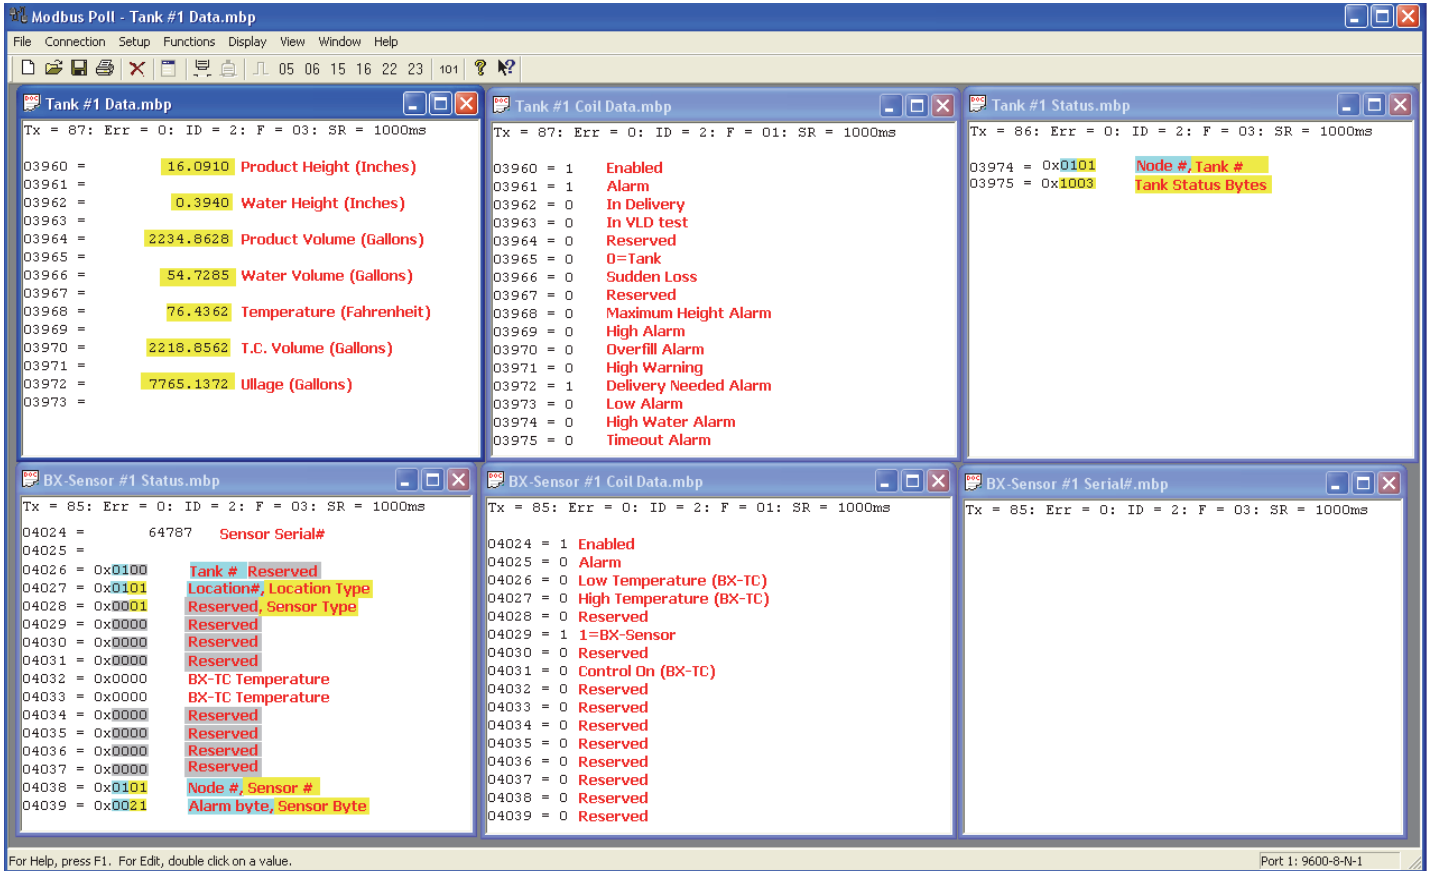 Modbus Poll - Tank #1 Data.mbp
File Connection Setup Functions Display View Window Help
05 06 15 16 22 23 101
Tank #1 Data.mbp
Tx = 87: Err = 0: ID = 2: F = 03: SR = 1000ms
03960 = 16.0910 Product Height (Inches)
03961 =
03962 = 0.3940 Water Height (Inches)
03963 =
03964 = 2234.8628 Product Volume (Gallons)
03965 =
03966 = 54.7285 Water Volume (Gallons)
03967 =
03968 = 76.4362 Temperature (Fahrenheit)
03969 =
03970 = 2218.8562 T.C. Volume (Gallons)
03971 =
03972 = 7765.1372 Ullage (Gallons)
03973 =
Tank #1 Coil Data.mbp
Tx = 87: Err = 0: ID = 2: F = 01: SR = 1000ms
03960 = 1 Enabled
03961 = 1 Alarm
03962 = 0 In Delivery
03963 = 0 In VLD test
03964 = 0 Reserved
03965 = 0 0=Tank
03966 = 0 Sudden Loss
03967 = 0 Reserved
03968 = 0 Maximum Height Alarm
03969 = 0 High Alarm
03970 = 0 Overfill Alarm
03971 = 0 High Warning
03972 = 1 Delivery Needed Alarm
03973 = 0 Low Alarm
03974 = 0 High Water Alarm
03975 = 0 Timeout Alarm
Tank #1 Status.mbp
Tx = 86: Err = 0: ID = 2: F = 03: SR = 1000ms
03974 = 0x0101 Node #, Tank #
03975 = 0x1003 Tank Status Bytes
BX-Sensor #1 Status.mbp
Tx = 85: Err = 0: ID = 2: F = 03: SR = 1000ms
04024 = 64787 Sensor Serial#
04025 =
04026 = 0x0100 Tank # Reserved
04027 = 0x0101 Location#, Location Type
04028 = 0x0001 Reserved, Sensor Type
04029 = 0x0000 Reserved
04030 = 0x0000 Reserved
04031 = 0x0000 Reserved
04032 = 0x0000 BX-TC Temperature
04033 = 0x0000 BX-TC Temperature
04034 = 0x0000 Reserved
04035 = 0x0000 Reserved
04036 = 0x0000 Reserved
04037 = 0x0000 Reserved
04038 = 0x0101 Node #, Sensor #
04039 = 0x0021 Alarm byte, Sensor Byte
BX-Sensor #1 Coil Data.mbp
Tx = 85: Err = 0: ID = 2: F = 01: SR = 1000ms
04024 = 1 Enabled
04025 = 0 Alarm
04026 = 0 Low Temperature (BX-TC)
04027 = 0 High Temperature (BX-TC)
04028 = 0 Reserved
04029 = 1 1=BX-Sensor
04030 = 0 Reserved
04031 = 0 Control On (BX-TC)
04032 = 0 Reserved
04033 = 0 Reserved
04034 = 0 Reserved
04035 = 0 Reserved
04036 = 0 Reserved
04037 = 0 Reserved
04038 = 0 Reserved
04039 = 0 Reserved
BX-Sensor #1 Serial#.mbp
Tx = 85: Err = 0: ID = 2: F = 03: SR = 1000ms
For Help, press F1. For Edit, double click on a value.
Port 1: 9600-8-N-1